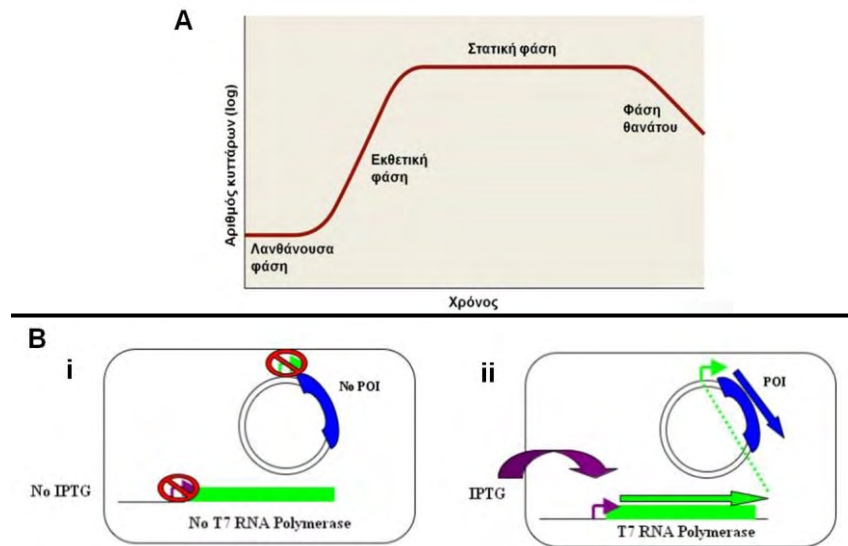 A
Στατική φάση
Φάση
θανάτου
Εκθετική
φάση
Λανθάνουσα
φάση
Αριθμός κυττάρων (log)
Χρόνος
B
i
No POI
No IPTG
No T7 RNA Polymerase
ii
POI
IPTG
T7 RNA Polymerase